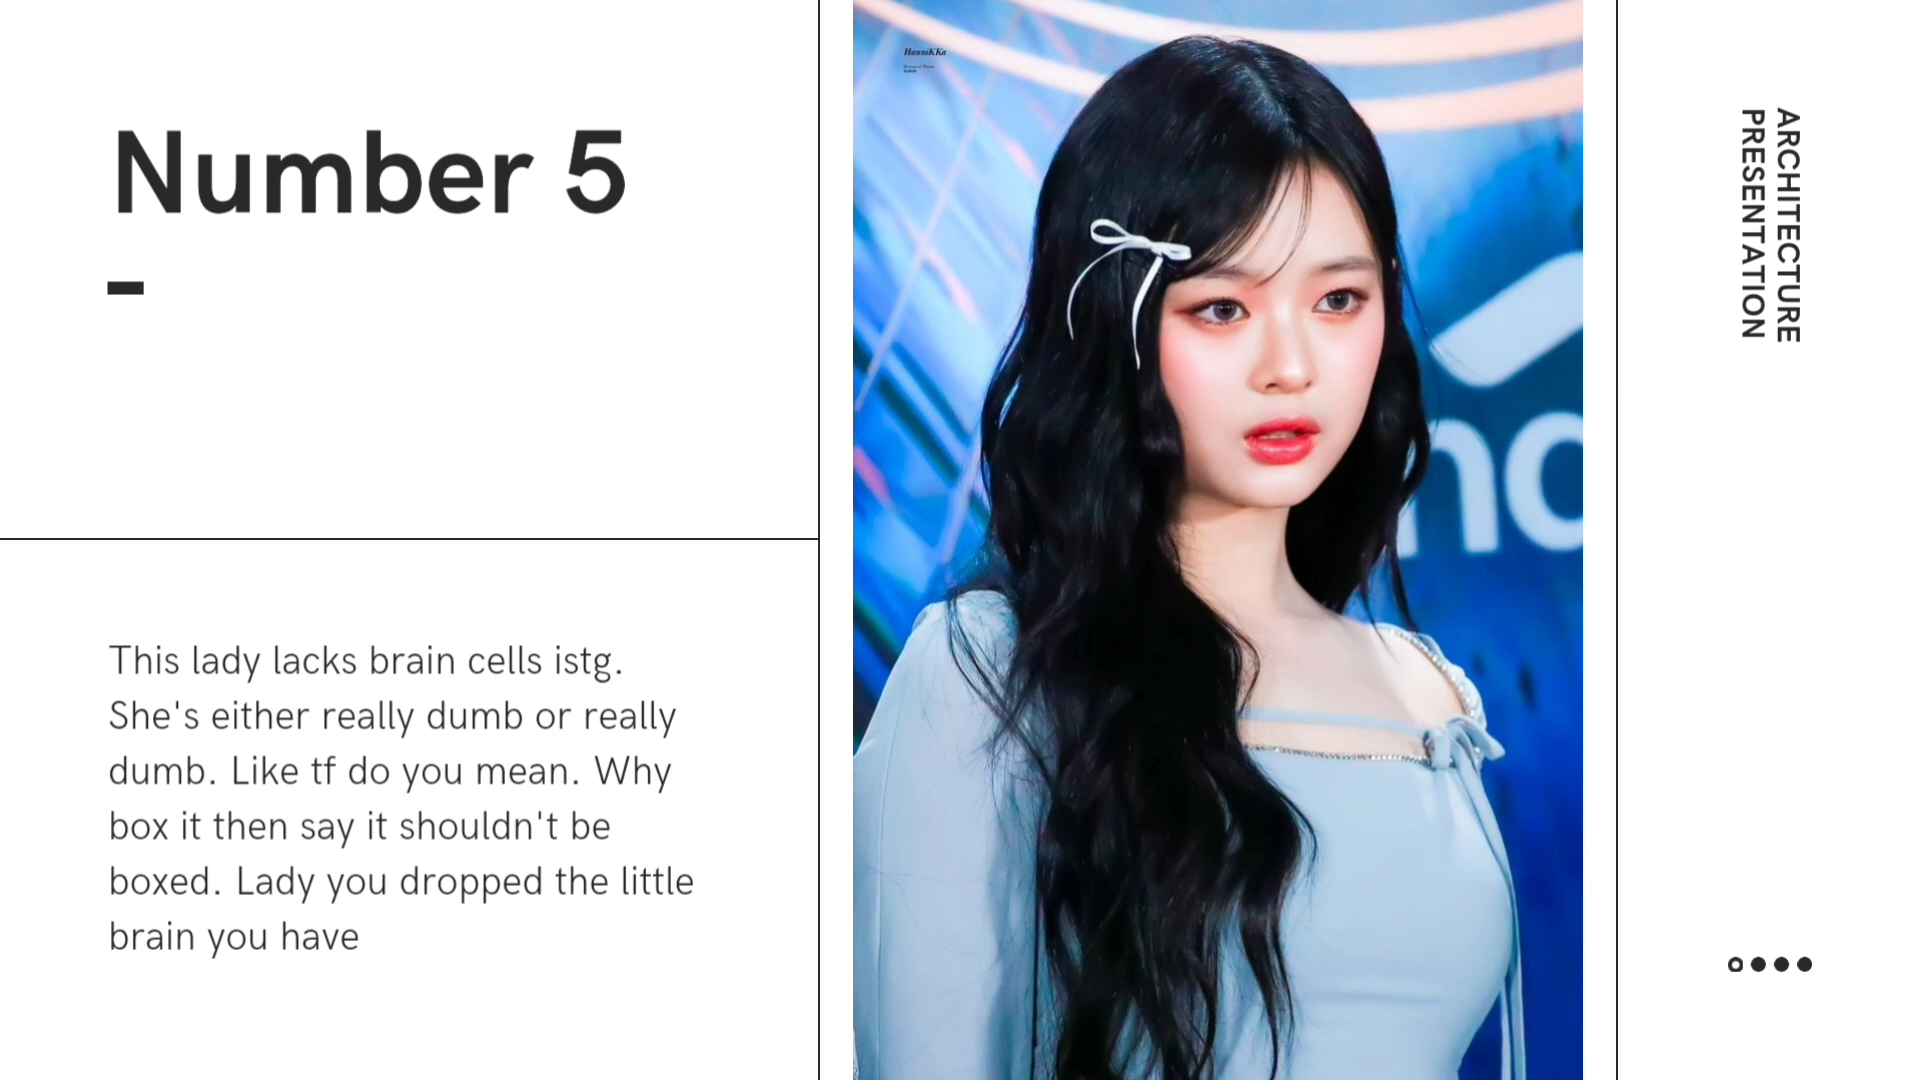 Number 5
This lady lacks brain cells istg.
She's either really dumb or really
dumb. Like tf do you mean. Why
box it then say it shouldn't be
boxed. Lady you dropped the little
brain you have
HanniKKa
no
ARCHITECTURE
PRESENTATION